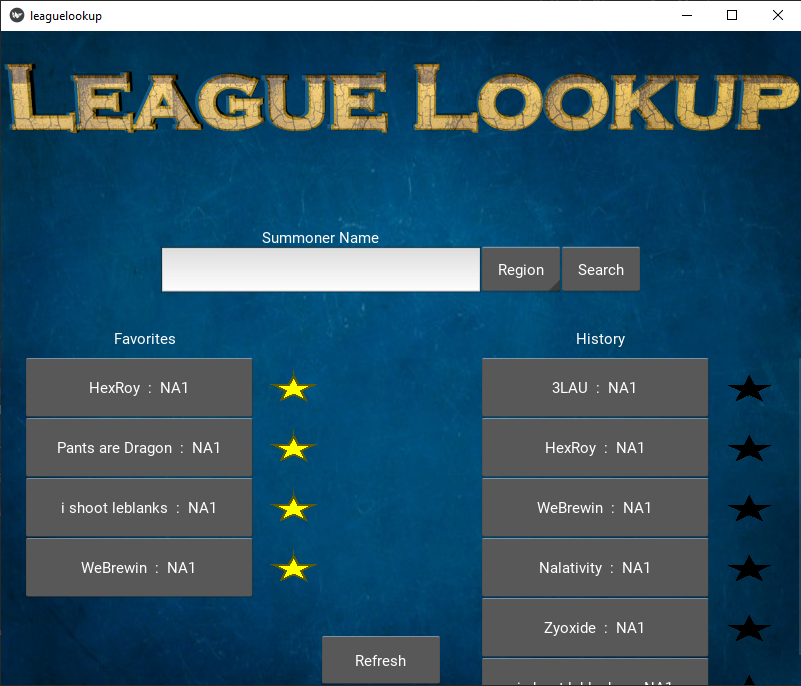 leaguelookup
League Lookup
Summoner Name
Region
Search
Favorites
HexRoy : NA1
Pants are Dragon : NA1
i shoot leblanks : NA1
WeBrewin : NA1
History
3LAU : NA1
HexRoy : NA1
WeBrewin : NA1
Nalativity : NA1
Zyoxide : NA1
Refresh